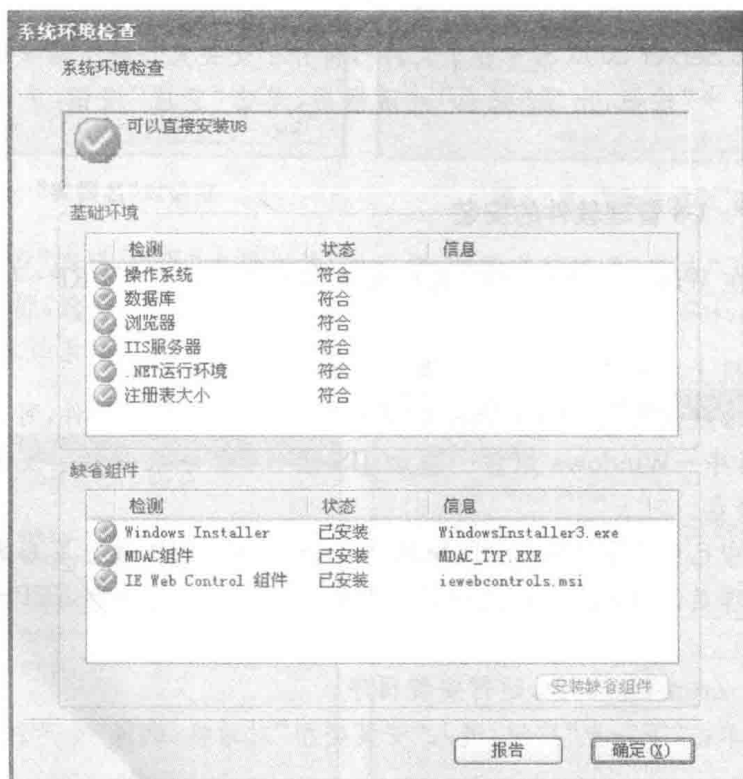 系统环境检查
系统环境检查
可以直接安装U8
基础环境
检测 状态 信息
操作系统 符合
数据库 符合
浏览器 符合
IIS服务器 符合
.NET运行环境 符合
注册表大小 符合
缺省组件
检测 状态 信息
Windows Installer 已安装 WindowsInstaller3.exe
MDAC组件 已安装 MDAC_TYP.EXE
IE Web Control 组件 已安装 iewebcontrols.msi
安装缺省组件
报告 确定(X)